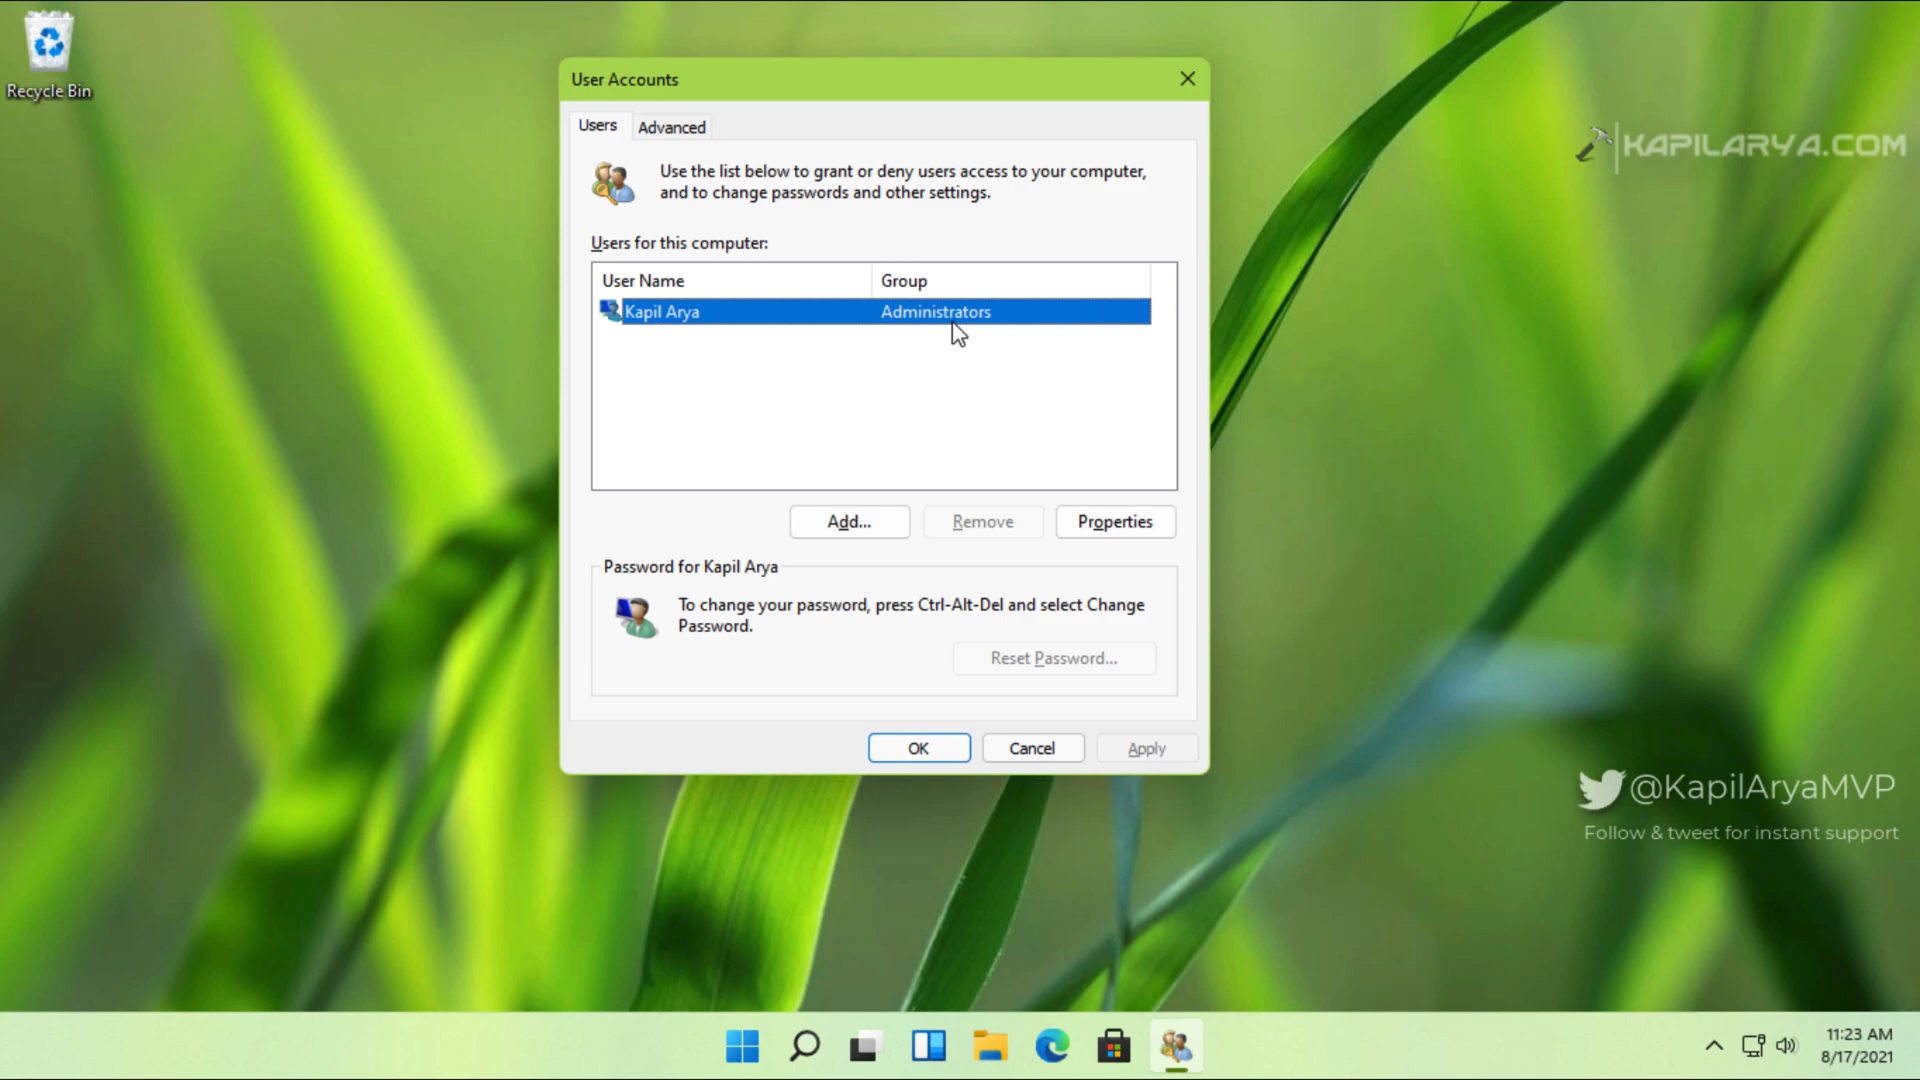 Recycle Bin
User Accounts
Users
Advanced
Use the list below to grant or deny users access to your computer,
and to change passwords and other settings.
Users for this computer:
User Name Group
Kapil Arya Administrators
Add... Remove Properties
Password for Kapil Arya
To change your password, press Ctrl-Alt-Del and select Change
Password.
Reset Password...
OK Cancel Apply
KAPILARYA.COM
@KapilAryaMVP
Follow & tweet for instant support
11:23 AM
8/17/2021